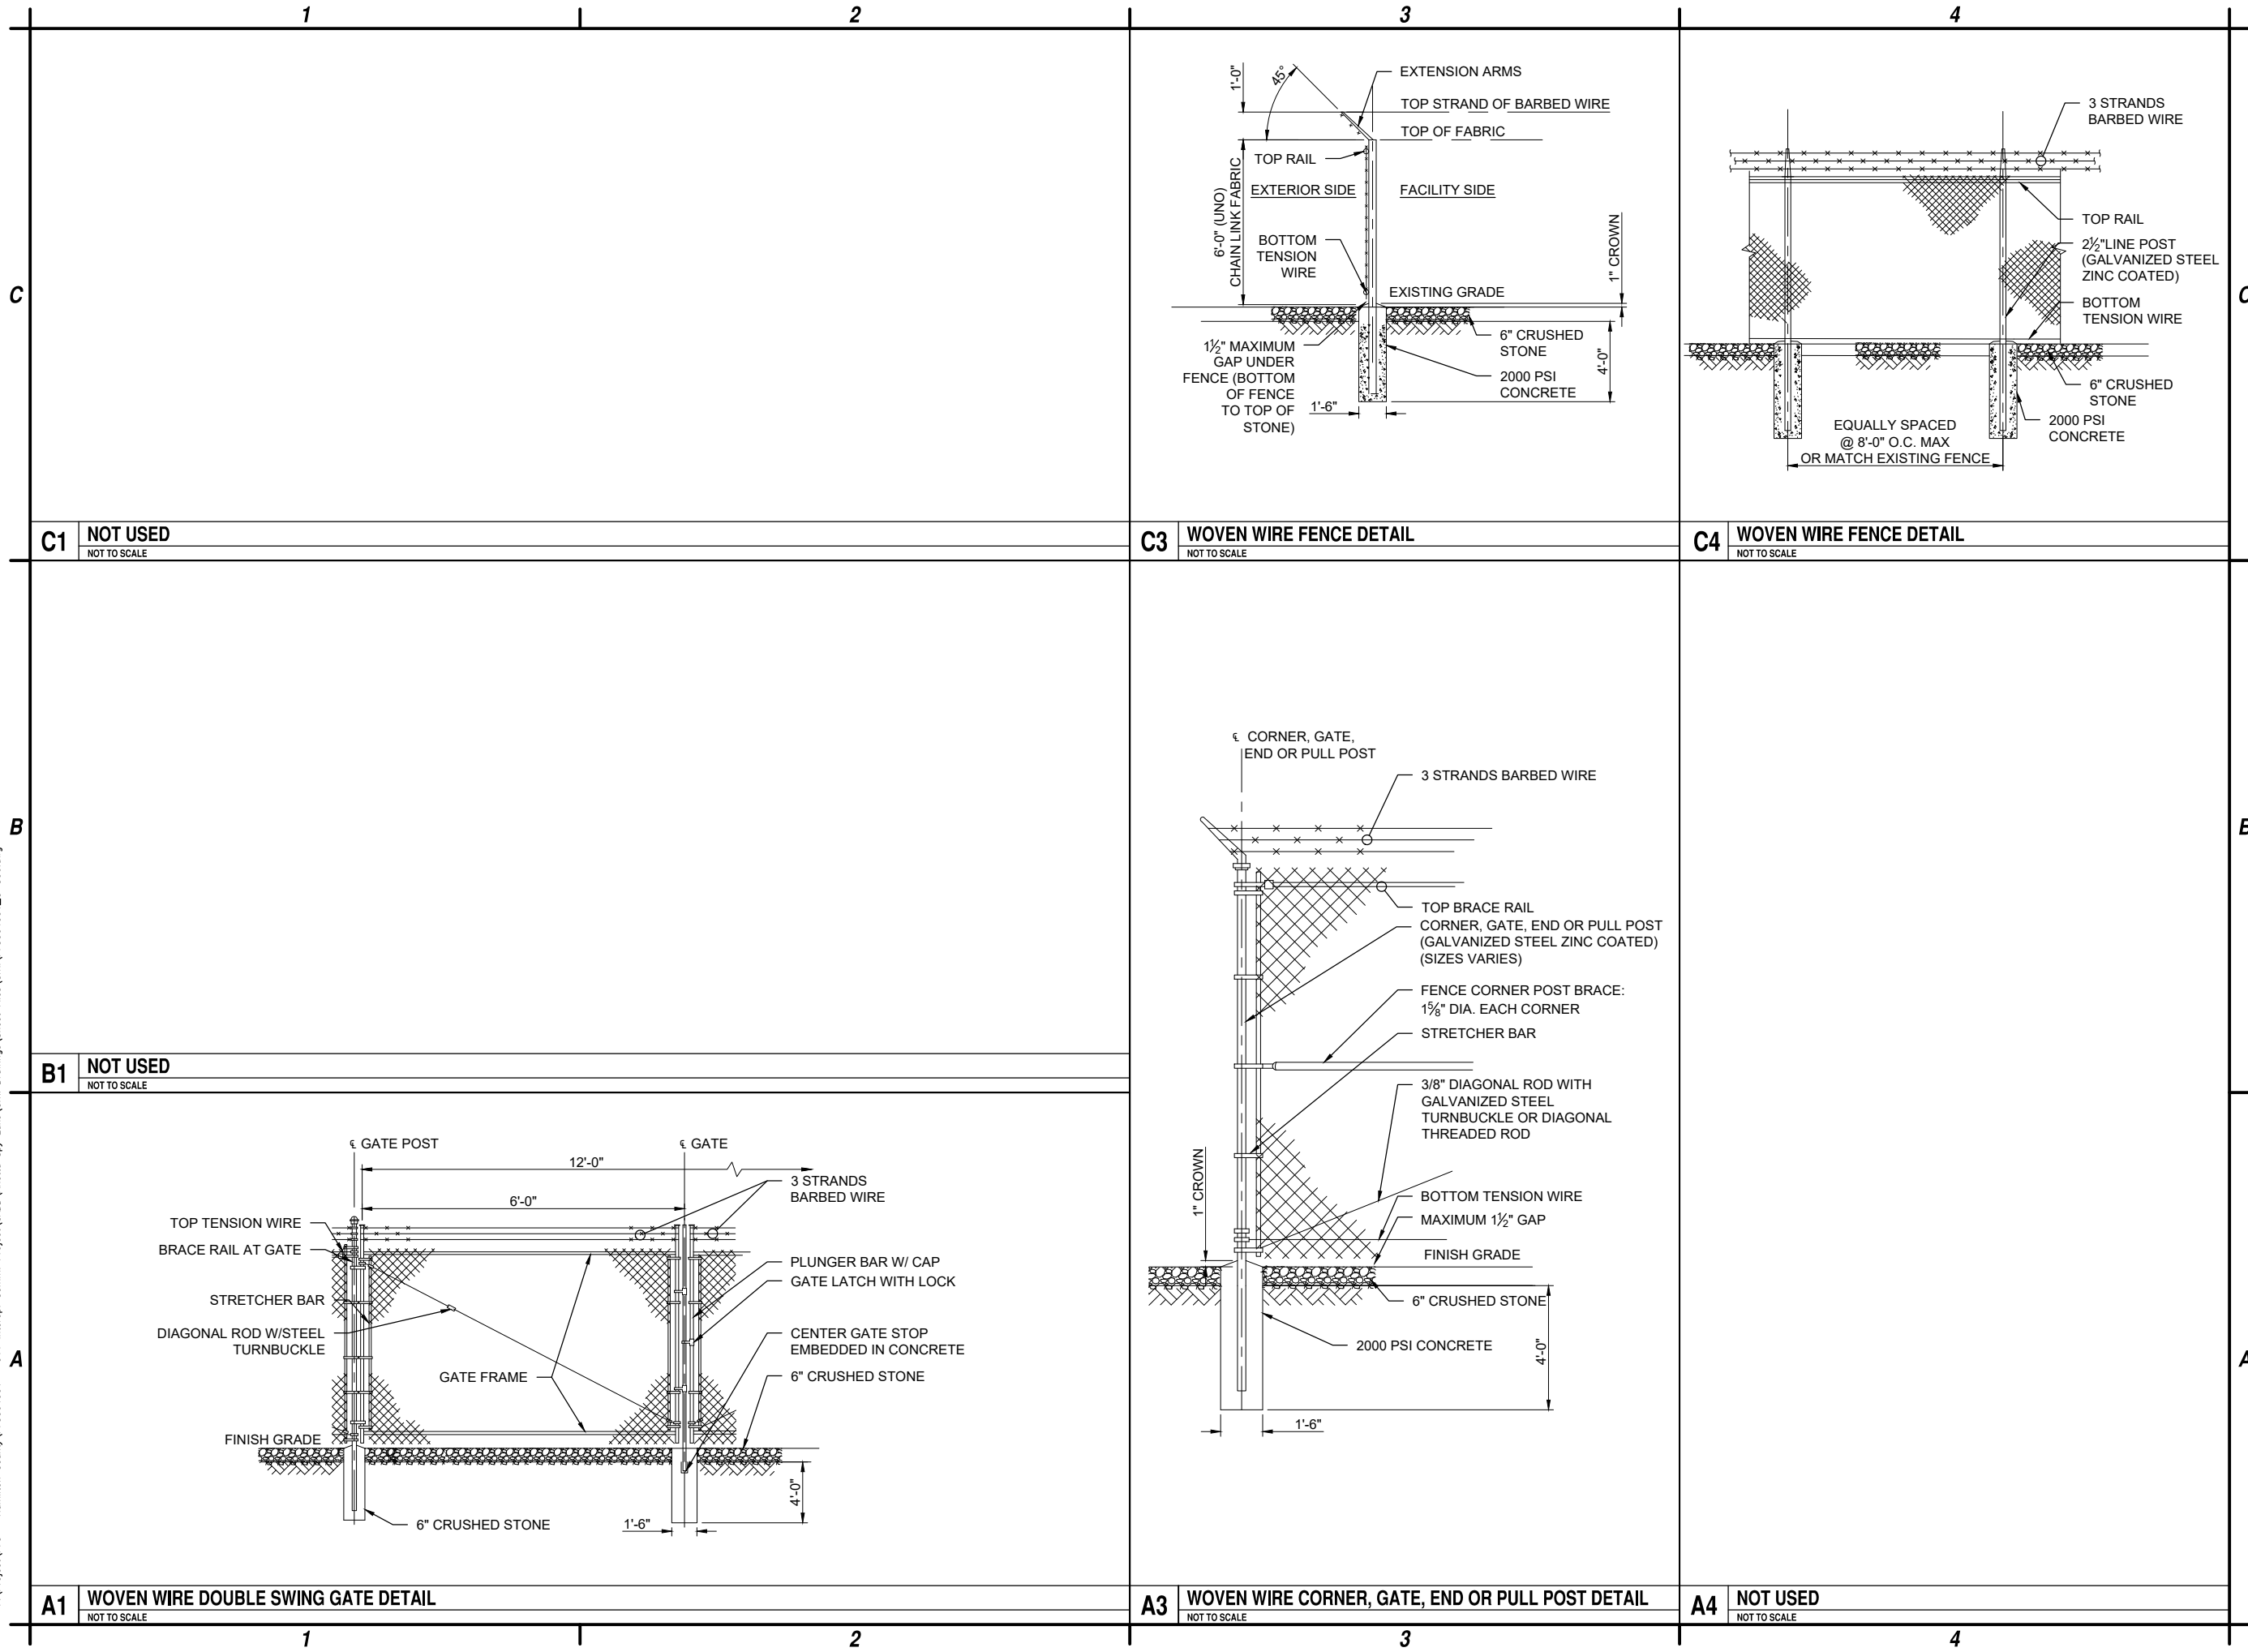 1
2
3
4
C
C
B
B
A
A
1'-0"
45°
EXTENSION ARMS
TOP STRAND OF BARBED WIRE
TOP OF FABRIC
TOP RAIL
EXTERIOR SIDE
FACILITY SIDE
6'-0" (UNO)
CHAIN LINK FABRIC
BOTTOM
TENSION
WIRE
1" CROWN
EXISTING GRADE
1½" MAXIMUM
GAP UNDER
FENCE (BOTTOM
OF FENCE
TO TOP OF
STONE)
6" CRUSHED
STONE
2000 PSI
CONCRETE
4'-0"
1'-6"
3 STRANDS
BARBED WIRE
TOP RAIL
2½"LINE POST
(GALVANIZED STEEL
ZINC COATED)
BOTTOM
TENSION WIRE
6" CRUSHED
STONE
2000 PSI
CONCRETE
EQUALLY SPACED
@ 8'-0" O.C. MAX
OR MATCH EXISTING FENCE
C1 NOT USED
NOT TO SCALE
C3 WOVEN WIRE FENCE DETAIL
NOT TO SCALE
C4 WOVEN WIRE FENCE DETAIL
NOT TO SCALE
B1 NOT USED
NOT TO SCALE
℄ CORNER, GATE,
END OR PULL POST
3 STRANDS BARBED WIRE
TOP BRACE RAIL
CORNER, GATE, END OR PULL POST
(GALVANIZED STEEL ZINC COATED)
(SIZES VARIES)
FENCE CORNER POST BRACE:
1⅝" DIA. EACH CORNER
STRETCHER BAR
3/8" DIAGONAL ROD WITH
GALVANIZED STEEL
TURNBUCKLE OR DIAGONAL
THREADED ROD
1" CROWN
BOTTOM TENSION WIRE
MAXIMUM 1½" GAP
FINISH GRADE
6" CRUSHED STONE
2000 PSI CONCRETE
4'-0"
1'-6"
℄ GATE POST
℄ GATE
12'-0"
6'-0"
3 STRANDS
BARBED WIRE
TOP TENSION WIRE
BRACE RAIL AT GATE
STRETCHER BAR
DIAGONAL ROD W/STEEL
TURNBUCKLE
GATE FRAME
PLUNGER BAR W/ CAP
GATE LATCH WITH LOCK
CENTER GATE STOP
EMBEDDED IN CONCRETE
6" CRUSHED STONE
FINISH GRADE
6" CRUSHED STONE
1'-6"
4'-0"
A1 WOVEN WIRE DOUBLE SWING GATE DETAIL
NOT TO SCALE
A3 WOVEN WIRE CORNER, GATE, END OR PULL POST DETAIL
NOT TO SCALE
A4 NOT USED
NOT TO SCALE
1
2
3
4